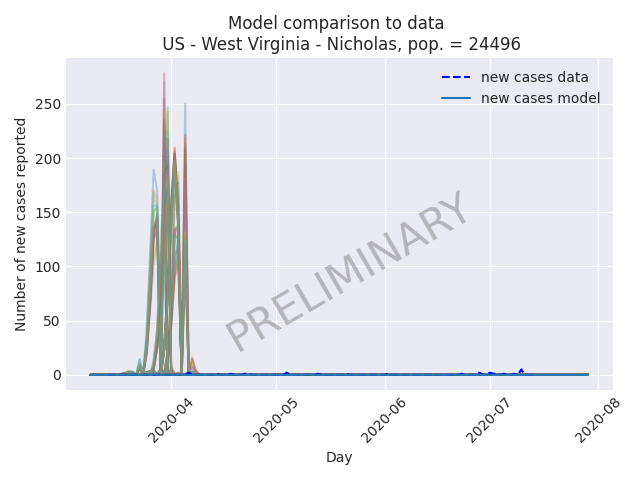 Model comparison to data
US - West Virginia - Nicholas, pop. = 24496
new cases data
new cases model
Number of new cases reported
250
200
150
100
50
0
PRELIMINARY
2020-04
2020-05
2020-06
2020-07
2020-08
Day